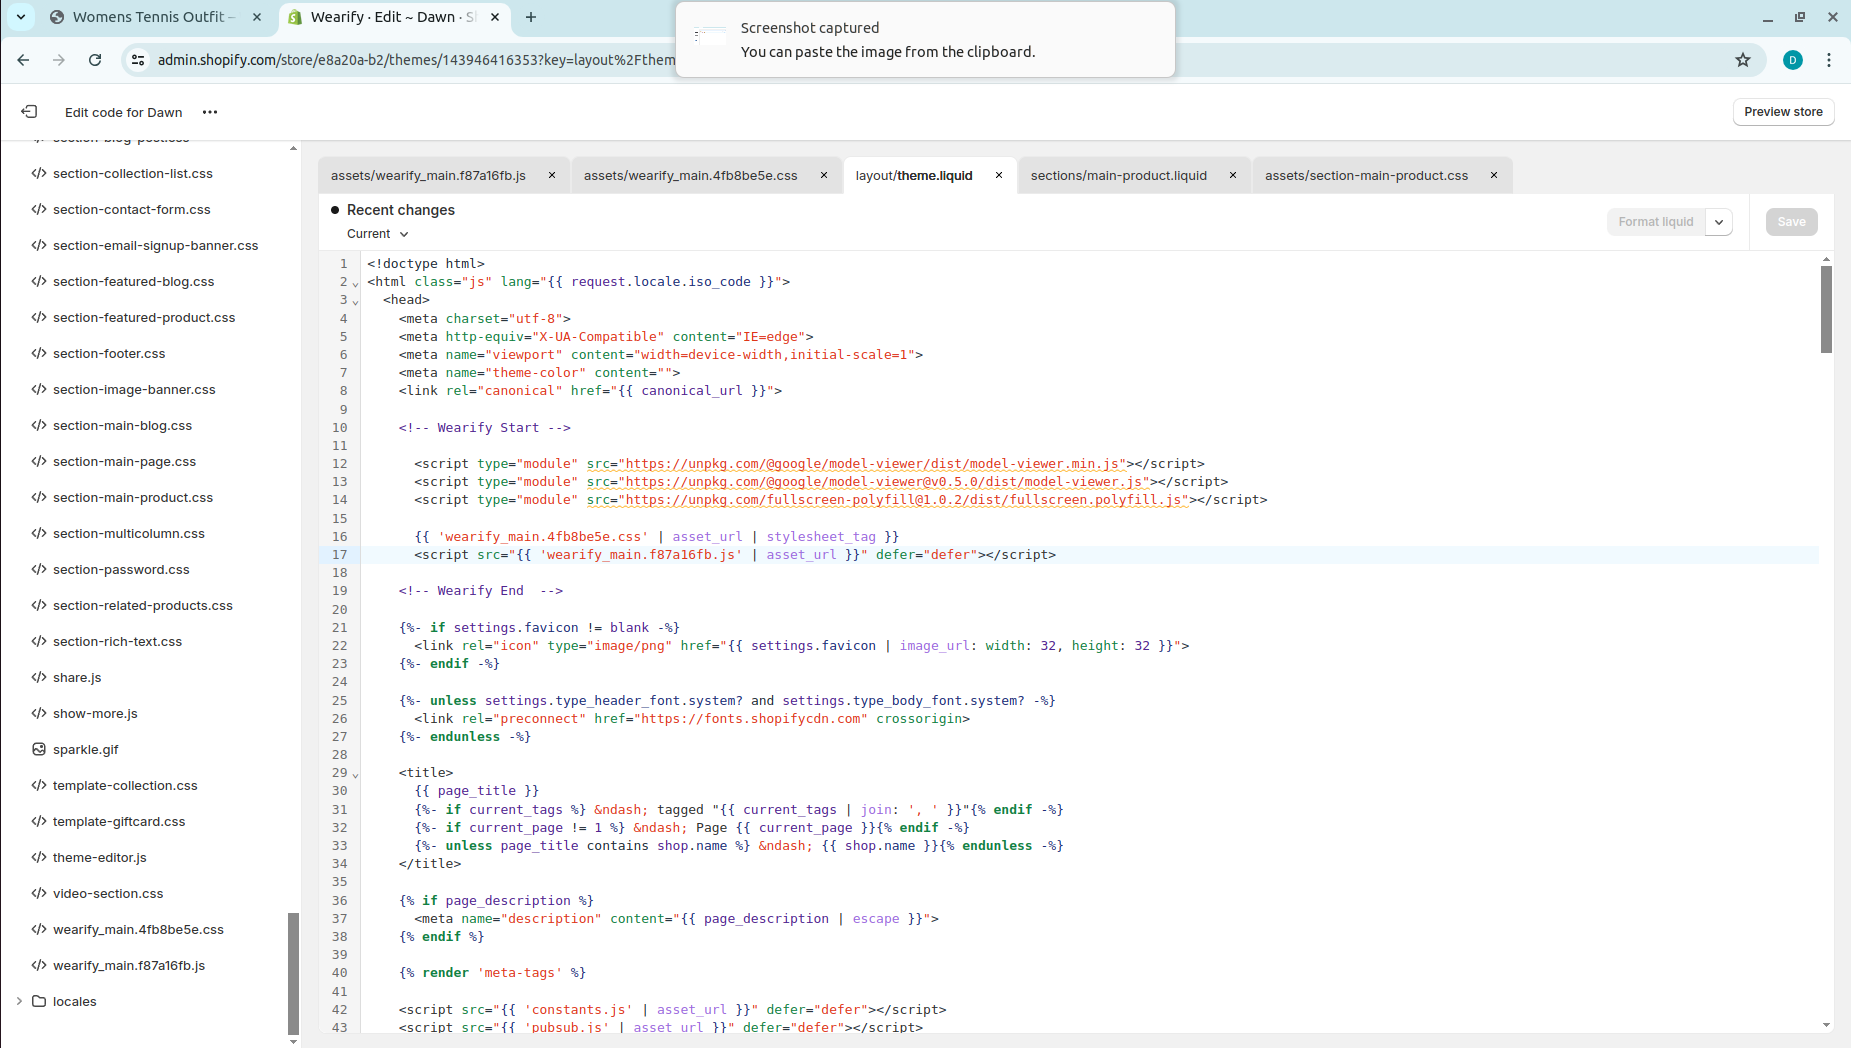 Womens Tennis Outfit –
Wearify · Edit ~ Dawn · S
Screenshot captured
You can paste the image from the clipboard.
admin.shopify.com/store/e8a20a-b2/themes/143946416353?key=layout%2Fthem
D
Edit code for Dawn
Preview store
section-blog-post.css
section-collection-list.css
section-contact-form.css
section-email-signup-banner.css
section-featured-blog.css
section-featured-product.css
section-footer.css
section-image-banner.css
section-main-blog.css
section-main-page.css
section-main-product.css
section-multicolumn.css
section-password.css
section-related-products.css
section-rich-text.css
share.js
show-more.js
sparkle.gif
template-collection.css
template-giftcard.css
theme-editor.js
video-section.css
wearify_main.4fb8be5e.css
wearify_main.f87a16fb.js
locales
assets/wearify_main.f87a16fb.js
assets/wearify_main.4fb8be5e.css
layout/theme.liquid
sections/main-product.liquid
assets/section-main-product.css
Recent changes
Current
Format liquid
Save
1 <!doctype html>
2 <html class="js" lang="{{ request.locale.iso_code }}">
3 <head>
4 <meta charset="utf-8">
5 <meta http-equiv="X-UA-Compatible" content="IE=edge">
6 <meta name="viewport" content="width=device-width,initial-scale=1">
7 <meta name="theme-color" content="">
8 <link rel="canonical" href="{{ canonical_url }}">
9
10 <!-- Wearify Start -->
11
12 <script type="module" src="https://unpkg.com/@google/model-viewer/dist/model-viewer.min.js"></script>
13 <script type="module" src="https://unpkg.com/@google/model-viewer@v0.5.0/dist/model-viewer.js"></script>
14 <script type="module" src="https://unpkg.com/fullscreen-polyfill@1.0.2/dist/fullscreen.polyfill.js"></script>
15
16 {{ 'wearify_main.4fb8be5e.css' | asset_url | stylesheet_tag }}
17 <script src="{{ 'wearify_main.f87a16fb.js' | asset_url }}" defer="defer"></script>
18
19 <!-- Wearify End  -->
20
21 {%- if settings.favicon != blank -%}
22 <link rel="icon" type="image/png" href="{{ settings.favicon | image_url: width: 32, height: 32 }}">
23 {%- endif -%}
24
25 {%- unless settings.type_header_font.system? and settings.type_body_font.system? -%}
26 <link rel="preconnect" href="https://fonts.shopifycdn.com" crossorigin>
27 {%- endunless -%}
28
29 <title>
30 {{ page_title }}
31 {%- if current_tags %} &ndash; tagged "{{ current_tags | join: ', ' }}"{% endif -%}
32 {%- if current_page != 1 %} &ndash; Page {{ current_page }}{% endif -%}
33 {%- unless page_title contains shop.name %} &ndash; {{ shop.name }}{% endunless -%}
34 </title>
35
36 {% if page_description %}
37 <meta name="description" content="{{ page_description | escape }}">
38 {% endif %}
39
40 {% render 'meta-tags' %}
41
42 <script src="{{ 'constants.js' | asset_url }}" defer="defer"></script>
43 <script src="{{ 'pubsub.js' | asset_url }}" defer="defer"></script>